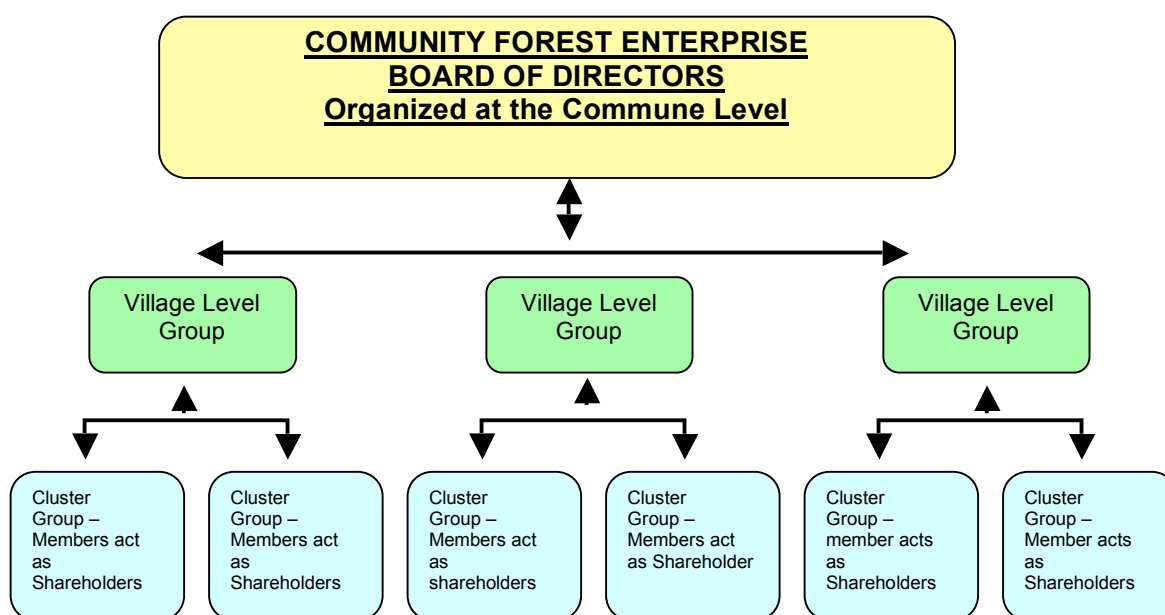 COMMUNITY FOREST ENTERPRISE
BOARD OF DIRECTORS
Organized at the Commune Level
Village Level
Group
Village Level
Group
Village Level
Group
Cluster
Group –
Members act
as
Shareholders
Cluster
Group –
Members act
as
Shareholders
Cluster
Group –
Members act
as
shareholders
Cluster
Group –
Members act
as Shareholder
Cluster
Group –
member acts
as
Shareholders
Cluster
Group –
Member acts
as
Shareholders